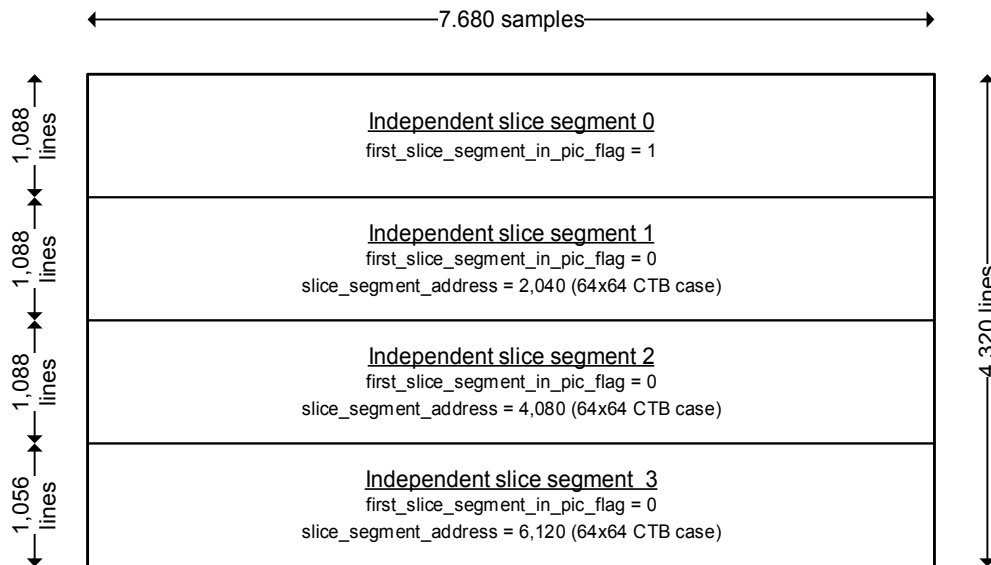 7.680 samples
1,088
lines
Independent slice segment 0
first_slice_segment_in_pic_flag = 1
1,088
lines
Independent slice segment 1
first_slice_segment_in_pic_flag = 0
slice_segment_address = 2,040 (64x64 CTB case)
4,320 lines
1,088
lines
Independent slice segment 2
first_slice_segment_in_pic_flag = 0
slice_segment_address = 4,080 (64x64 CTB case)
1,056
lines
Independent slice segment 3
first_slice_segment_in_pic_flag = 0
slice_segment_address = 6,120 (64x64 CTB case)